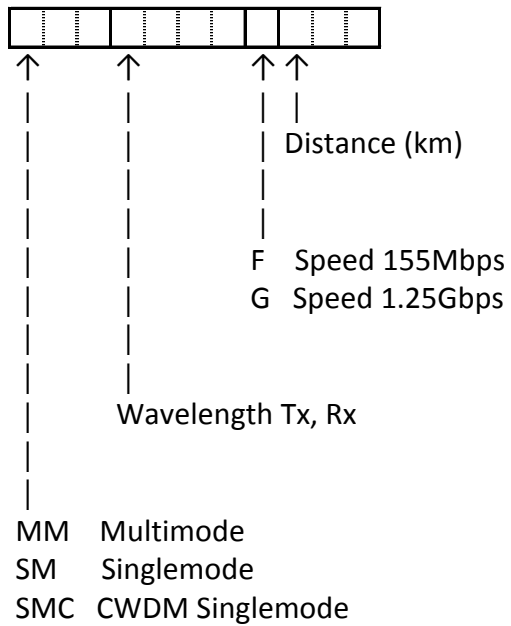 Distance (km)
F Speed 155Mbps
G Speed 1.25Gbps
Wavelength Tx, Rx
MM Multimode
SM Singlemode
SMC CWDM Singlemode